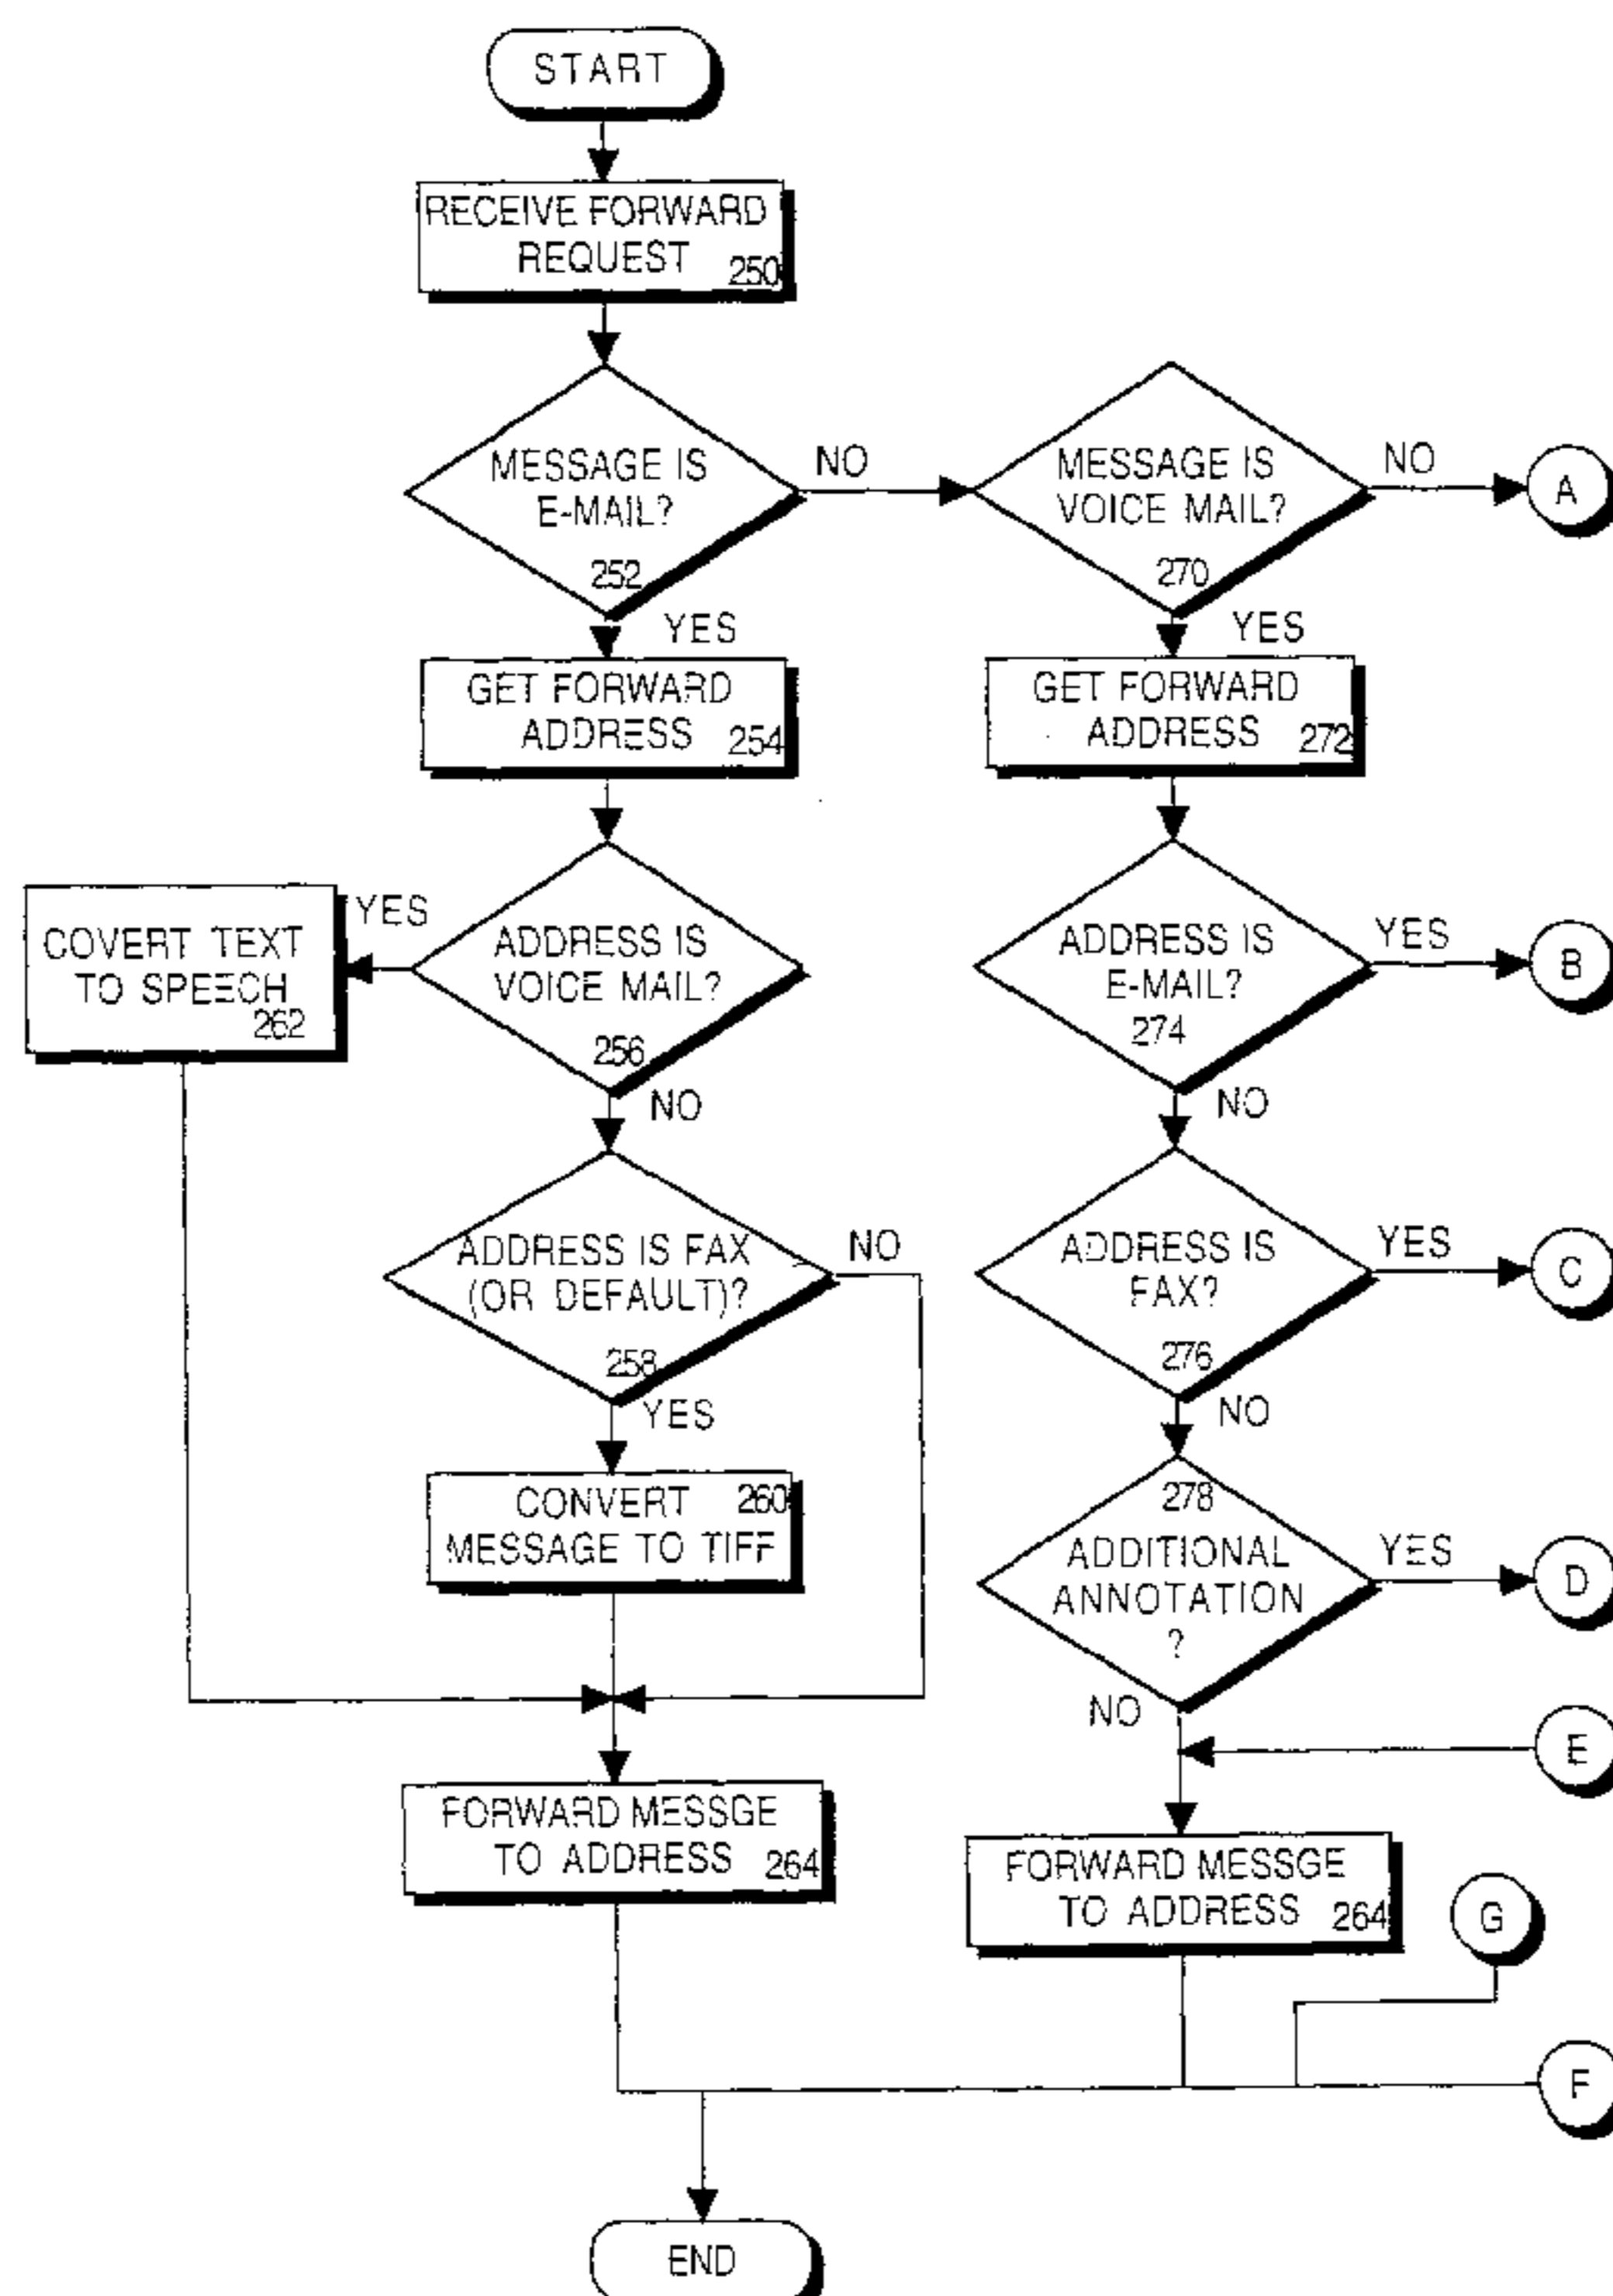 START
RECEIVE FORWARD
REQUEST 250
MESSAGE IS
E-MAIL?
252
NO
YES
MESSAGE IS
VOICE MAIL?
270
NO
A
YES
GET FORWARD
ADDRESS 254
GET FORWARD
ADDRESS 272
COVERT TEXT
TO SPEECH
262
YES
ADDRESS IS
VOICE MAIL?
256
NO
ADDRESS IS
E-MAIL?
274
YES
B
NO
ADDRESS IS FAX
(OR DEFAULT)?
258
NO
YES
ADDRESS IS
FAX?
276
YES
C
NO
CONVERT 260
MESSAGE TO TIFF
278
ADDITIONAL
ANNOTATION
?
YES
D
NO
E
FORWARD MESSGE
TO ADDRESS 264
FORWARD MESSGE
TO ADDRESS 264
G
F
END